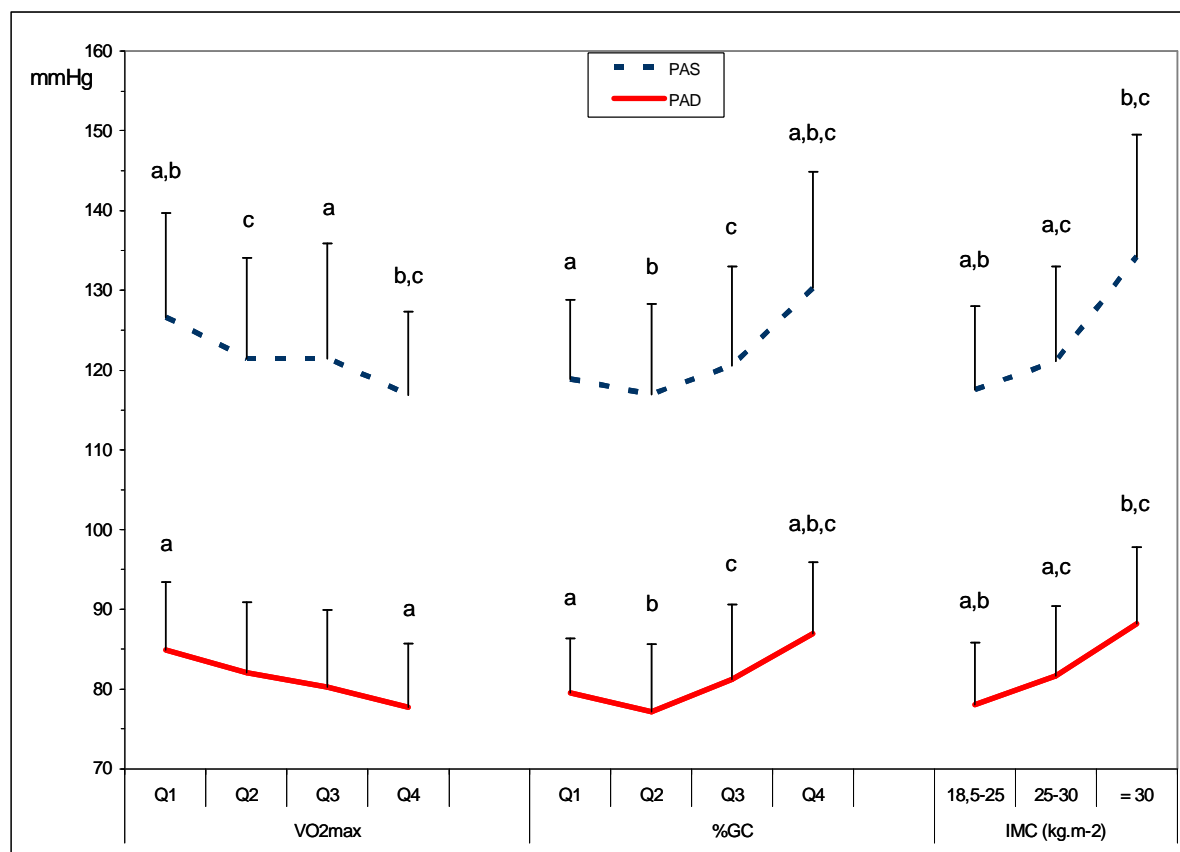 160
mmHg
PAS
PAD
150
140
130
120
110
100
90
80
70
a,b
c
a
b,c
a
b
c
a,b,c
a,b
a,c
b,c
a
a
a
b
c
a,b,c
a,b
a,c
b,c
Q1 Q2 Q3 Q4 Q1 Q2 Q3 Q4 18,5-25 25-30 = 30
VO2max %GC IMC (kg.m-2)